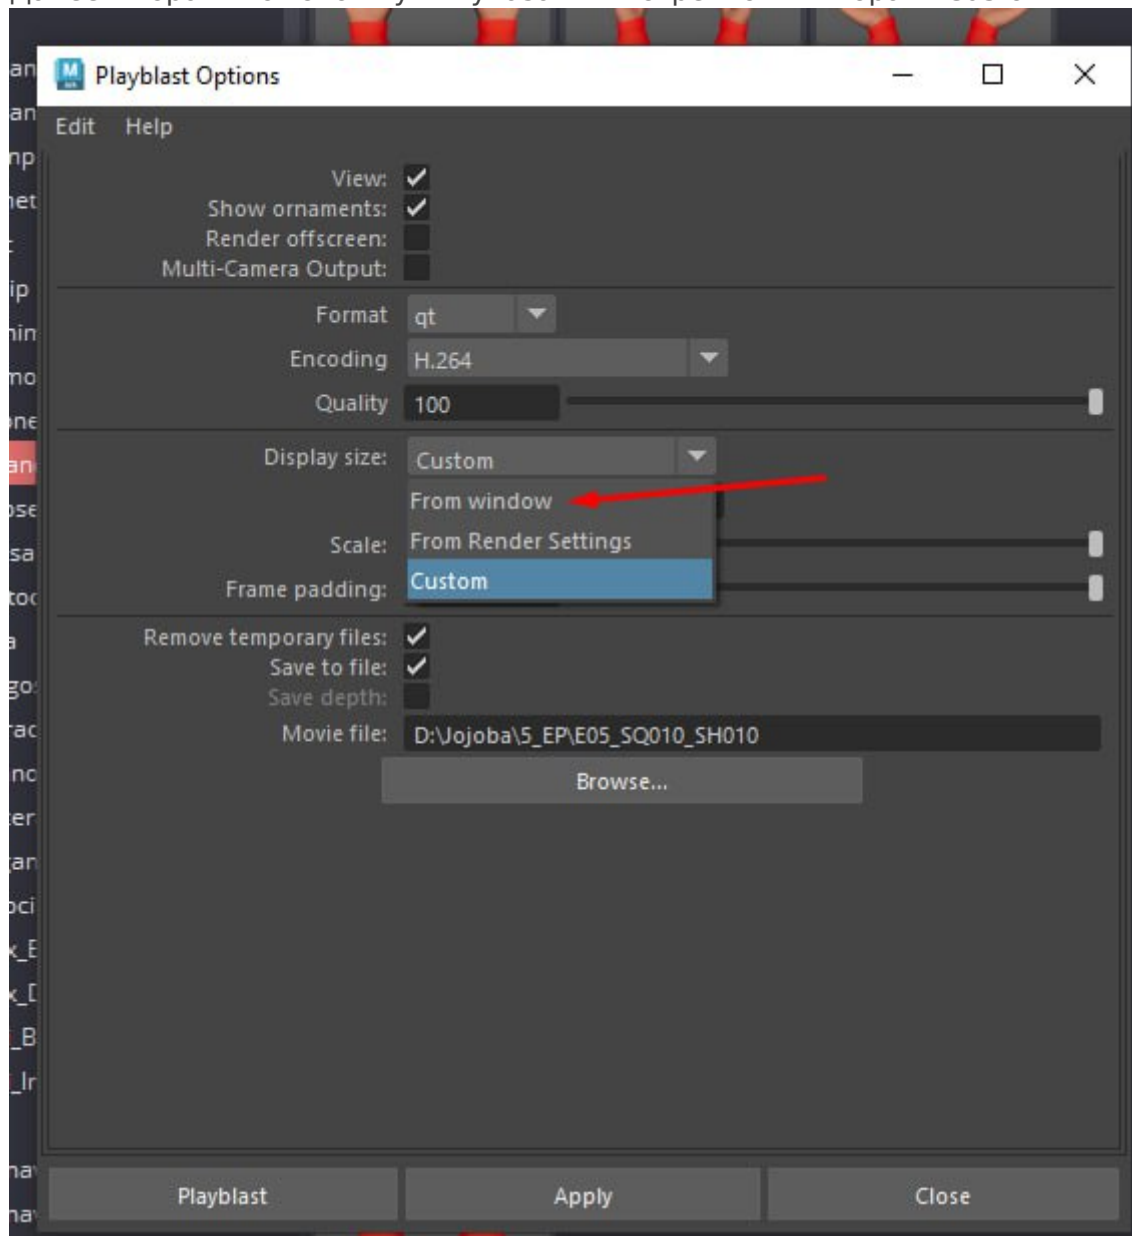 Playblast Options
Edit Help
View:
Show ornaments:
Render offscreen:
Multi-Camera Output:
Format qt
Encoding H.264
Quality 100
Display size: Custom
From window
From Render Settings
Scale:
Custom
Frame padding:
Remove temporary files:
Save to file:
Save depth:
Movie file: D:\Jojoba\5_EP\E05_SQ010_SH010
Browse...
Playblast Apply Close